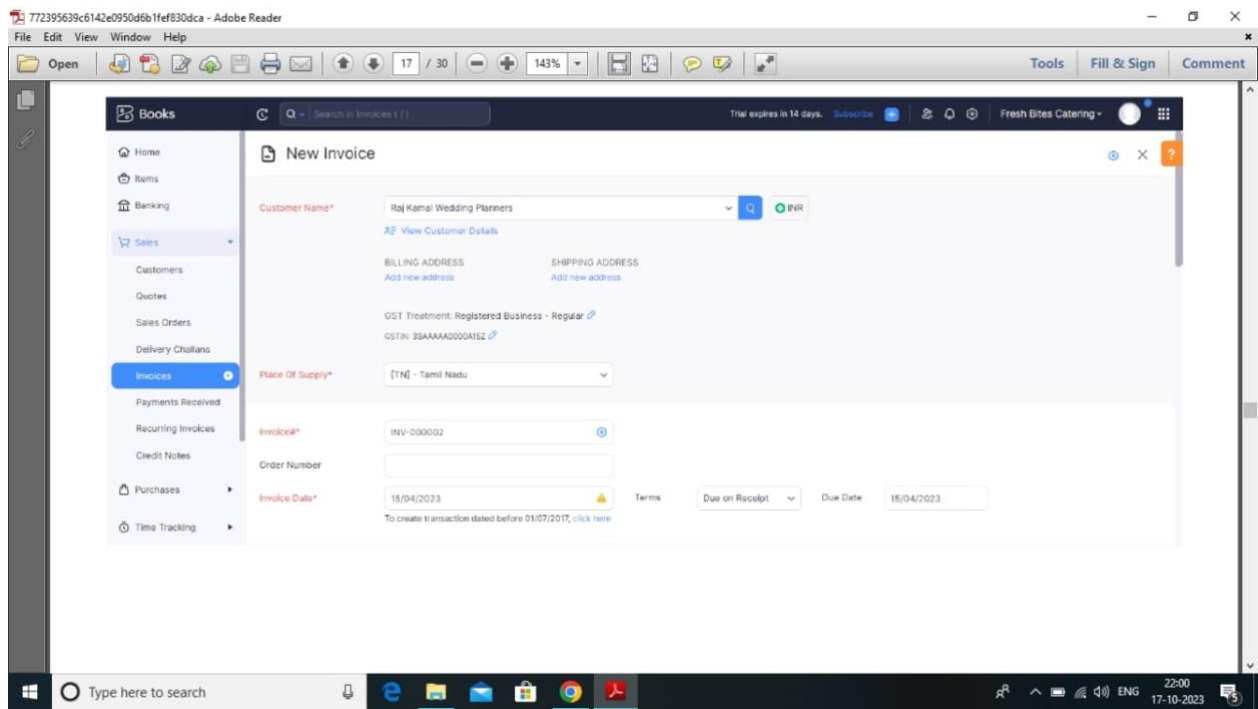 772395639c6142e0950d6b1fef830dca - Adobe Reader
File Edit View Window Help
Open 17 / 30 143% Tools Fill & Sign Comment
Books Search in Invoices ( / ) Trial expires in 14 days. Subscribe Fresh Bites Catering
Home
New Invoice
?
Items
Banking
Customer Name* Raj Kamal Wedding Planners INR
View Customer Details
Sales
BILLING ADDRESS SHIPPING ADDRESS
Customers
Add new address Add new address
Quotes
Sales Orders
GST Treatment: Registered Business - Regular
GSTIN: 33AAAAA0000A15Z
Delivery Challans
Invoices
Place Of Supply* [TN] - Tamil Nadu
Payments Received
Recurring Invoices
Invoice#* INV-000002
Credit Notes
Order Number
Purchases
Invoice Date* 15/04/2023 Terms Due on Receipt Due Date 15/04/2023
To create transaction dated before 01/07/2017, click here
Time Tracking
Type here to search
ENG 22:00
17-10-2023 5